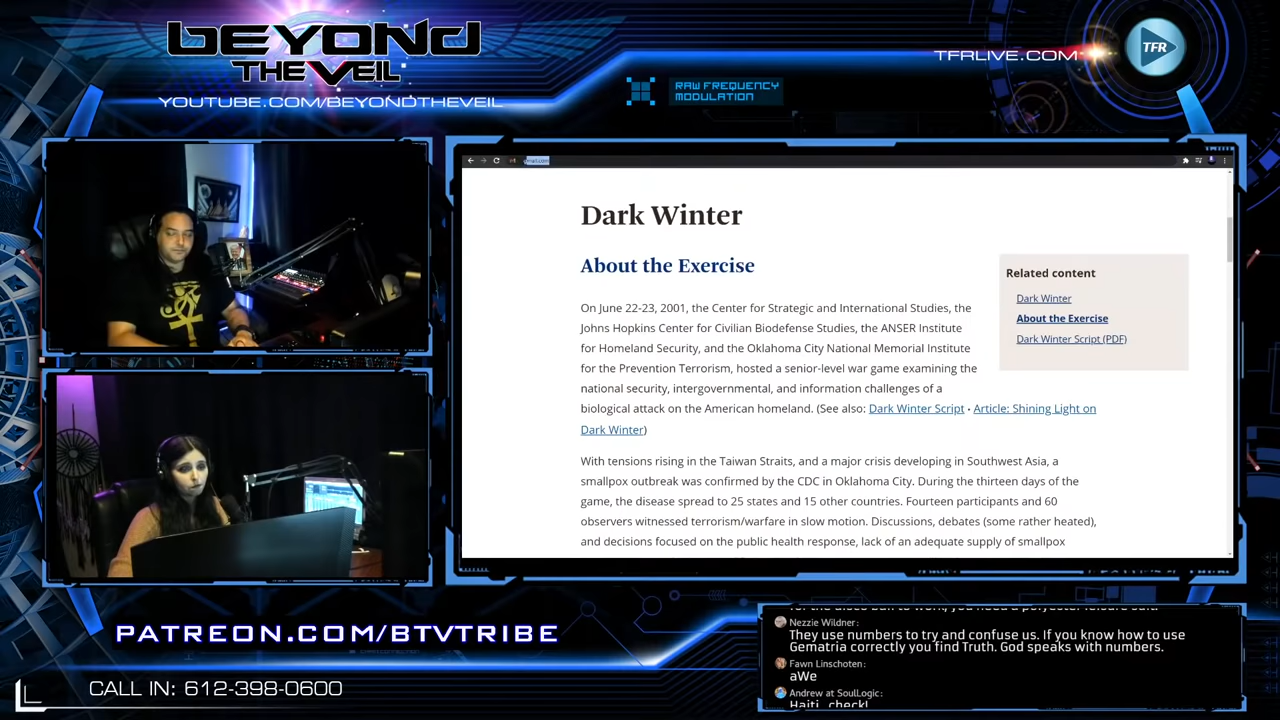 BEYOND
THE VEIL
YOUTUBE.COM/BEYONDTHEVEIL
TFRLIVE.COM
TFR
RAW FREQUENCY
MODULATION
Dark Winter
About the Exercise
On June 22-23, 2001, the Center for Strategic and International Studies, the
Johns Hopkins Center for Civilian Biodefense Studies, the ANSER Institute
for Homeland Security, and the Oklahoma City National Memorial Institute
for the Prevention Terrorism, hosted a senior-level war game examining the
national security, intergovernmental, and information challenges of a
biological attack on the American homeland. (See also: Dark Winter Script · Article: Shining Light on
Dark Winter)
With tensions rising in the Taiwan Straits, and a major crisis developing in Southwest Asia, a
smallpox outbreak was confirmed by the CDC in Oklahoma City. During the thirteen days of the
game, the disease spread to 25 states and 15 other countries. Fourteen participants and 60
observers witnessed terrorism/warfare in slow motion. Discussions, debates (some rather heated),
and decisions focused on the public health response, lack of an adequate supply of smallpox
Related content
Dark Winter
About the Exercise
Dark Winter Script (PDF)
PATREON.COM/BTVTRIBE
CALL IN: 612-398-0600
Nezzie Wildner:
They use numbers to try and confuse us. If you know how to use
Gematria correctly you find Truth. God speaks with numbers.
Fawn Linschoten:
aWe
Andrew at SoulLogic:
Haiti.. check!